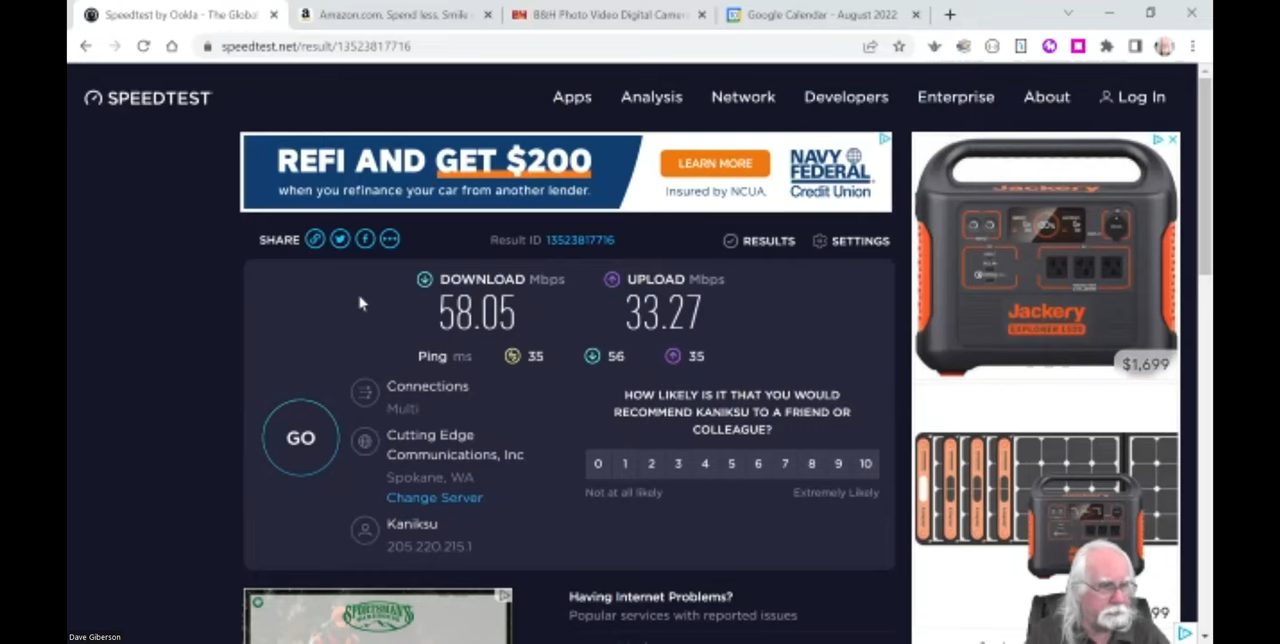 Speedtest by Ookla - The Global
Amazon.com. Spend less. Smile
B&H Photo Video Digital Camer
Google Calendar - August 2022
speedtest.net/result/13523817716
SPEEDTEST
Apps
Analysis
Network
Developers
Enterprise
About
Log In
REFI AND GET $200
when you refinance your car from another lender.
LEARN MORE
Insured by NCUA.
NAVY
FEDERAL
Credit Union
Jackery
Jackery
EXPLORER 1500
$1,699
SHARE
Result ID 13523817716
RESULTS
SETTINGS
DOWNLOAD Mbps
58.05
UPLOAD Mbps
33.27
Ping ms
35
56
35
GO
Connections
Multi
Cutting Edge
Communications, Inc
Spokane, WA
Change Server
Kaniksu
205.220.215.1
HOW LIKELY IS IT THAT YOU WOULD
RECOMMEND KANIKSU TO A FRIEND OR
COLLEAGUE?
0 1 2 3 4 5 6 7 8 9 10
Not at all likely
Extremely Likely
99
SPORTSMAN'S
WAREHOUSE
Having Internet Problems?
Popular services with reported issues
Dave Giberson